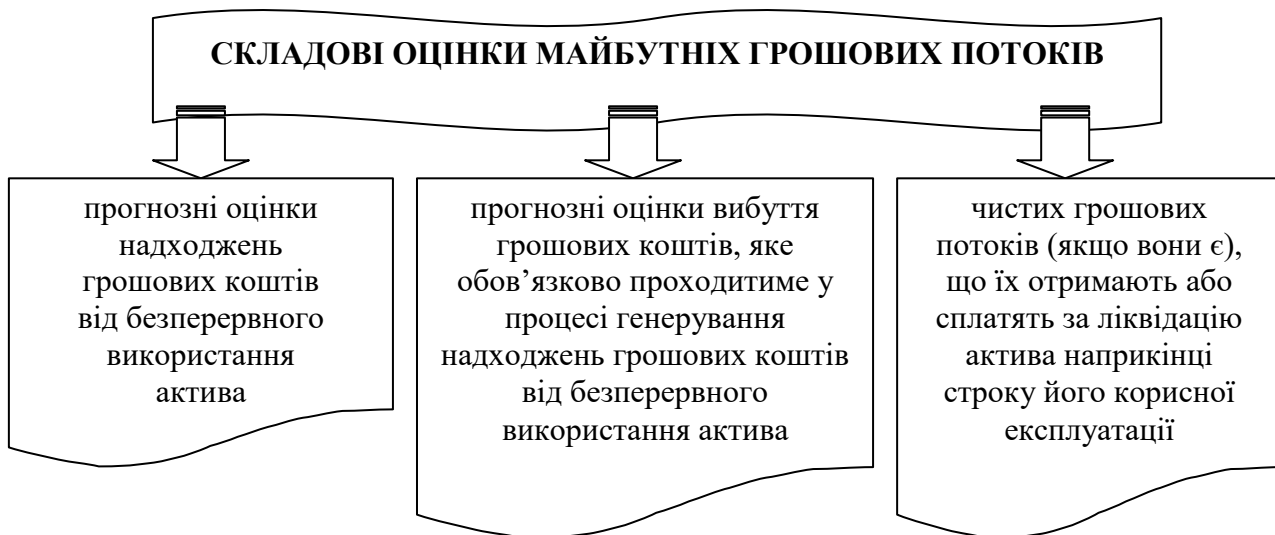 СКЛАДОВІ ОЦІНКИ МАЙБУТНІХ ГРОШОВИХ ПОТОКІВ
прогнозні оцінки
надходжень
грошових коштів
від безперервного
використання
актива
прогнозні оцінки вибуття
грошових коштів, яке
обов’язково проходитиме у
процесі генерування
надходжень грошових коштів
від безперервного
використання актива
чистих грошових
потоків (якщо вони є),
що їх отримають або
сплатять за ліквідацію
актива наприкінці
строку його корисної
експлуатації